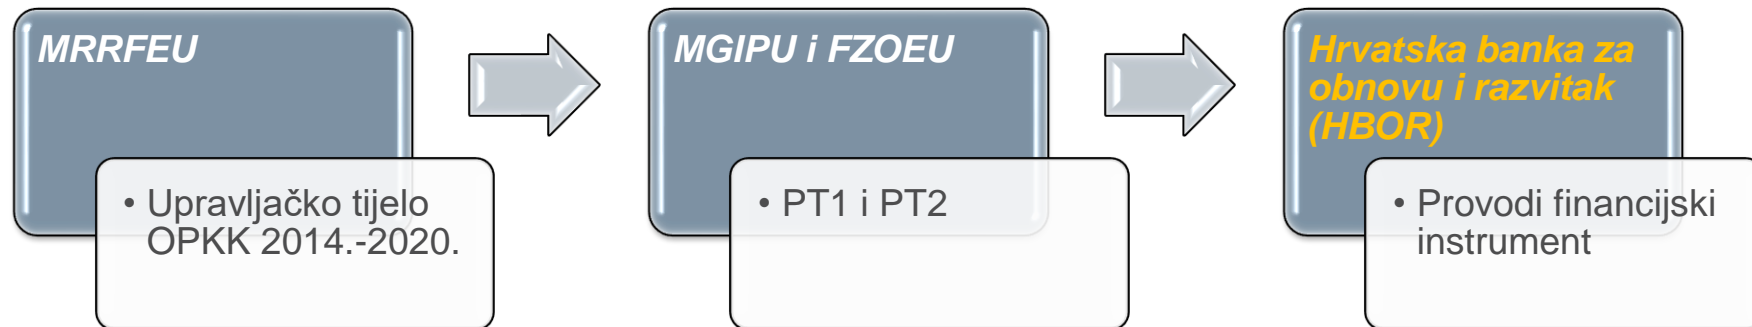 MRRFEU
• Upravljačko tijelo
OPKK 2014.-2020.
MGIPU i FZOEU
• PT1 i PT2
Hrvatska banka za
obnovu i razvitak
(HBOR)
• Provodi financijski
instrument